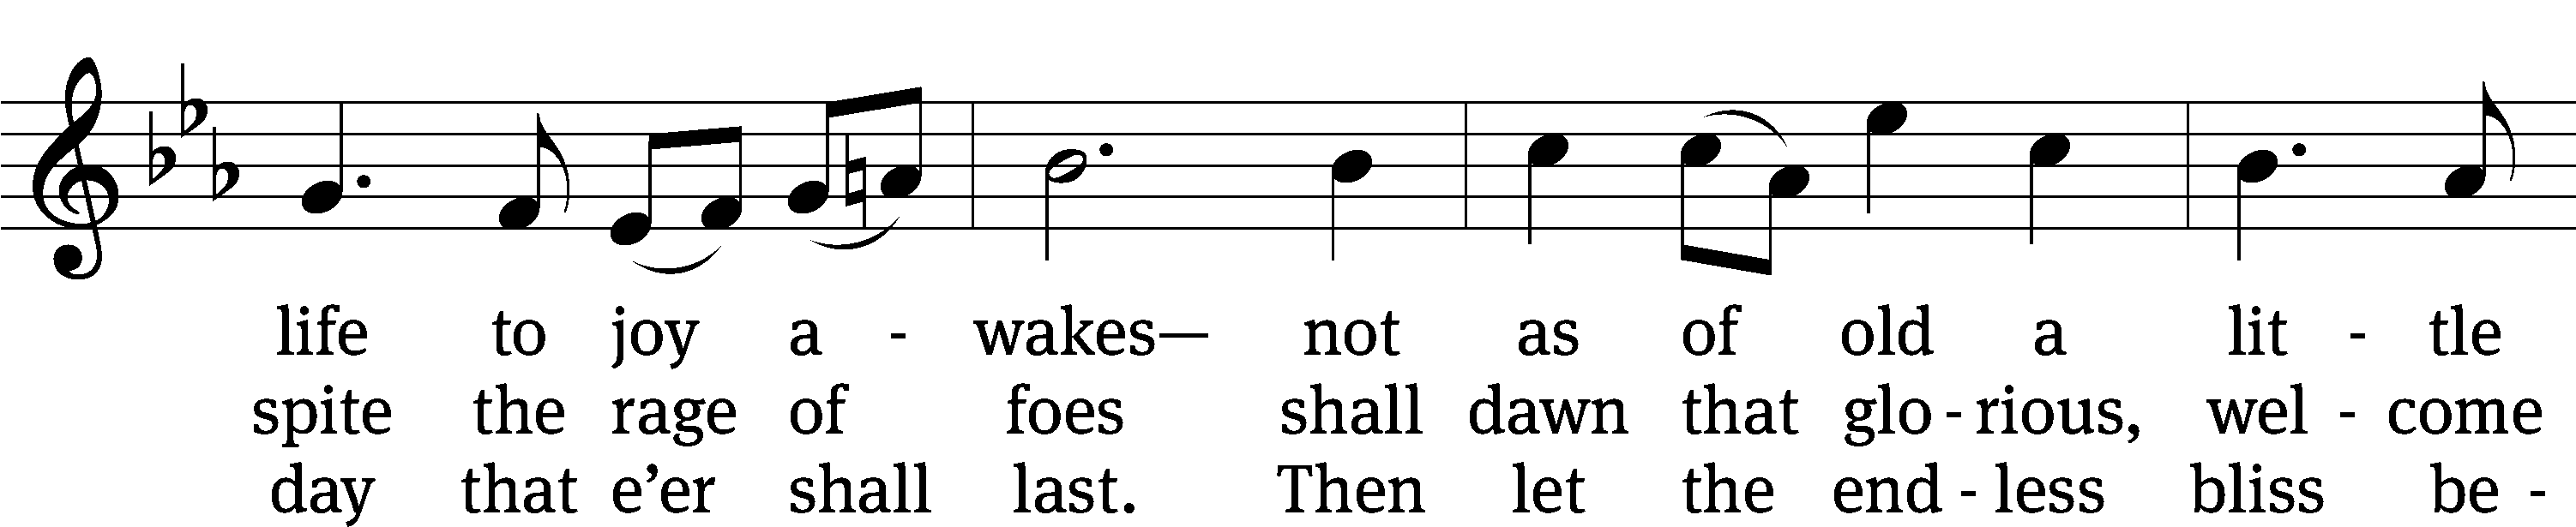 life to joy a - wakes— not as of old a lit - tle
spite the rage of foes shall dawn that glo - rious, wel - come
day that e’er shall last. Then let the end - less bliss be -